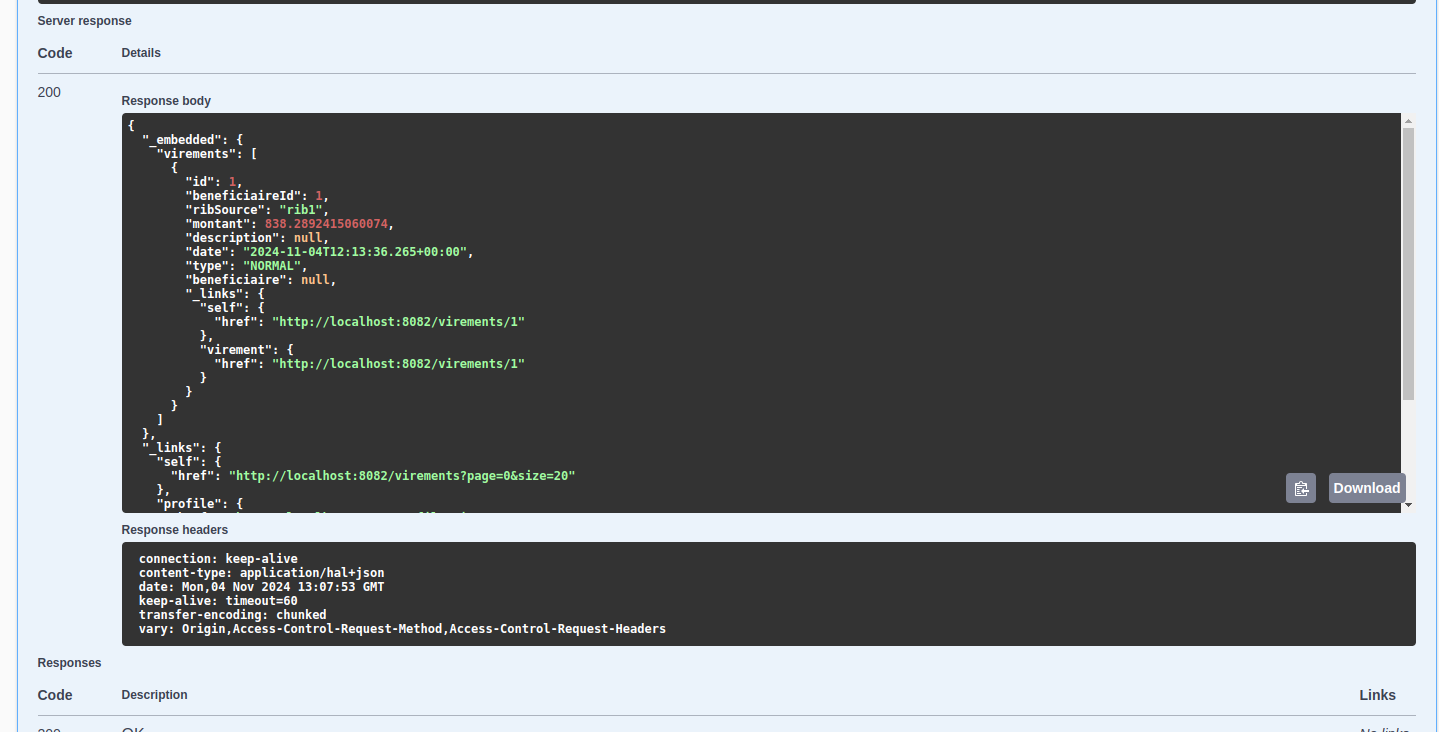 Server response
Code Details
200
Response body
{
  "_embedded": {
    "virements": [
      {
        "id": 1,
        "beneficiaireId": 1,
        "ribSource": "rib1",
        "montant": 838.2892415060074,
        "description": null,
        "date": "2024-11-04T12:13:36.265+00:00",
        "type": "NORMAL",
        "beneficiaire": null,
        "_links": {
          "self": {
            "href": "http://localhost:8082/virements/1"
          },
          "virement": {
            "href": "http://localhost:8082/virements/1"
          }
        }
      }
    ]
  },
  "_links": {
    "self": {
      "href": "http://localhost:8082/virements?page=0&size=20"
    },
    "profile": {
Download
Response headers
connection: keep-alive
content-type: application/hal+json
date: Mon,04 Nov 2024 13:07:53 GMT
keep-alive: timeout=60
transfer-encoding: chunked
vary: Origin,Access-Control-Request-Method,Access-Control-Request-Headers
Responses
Code Description Links